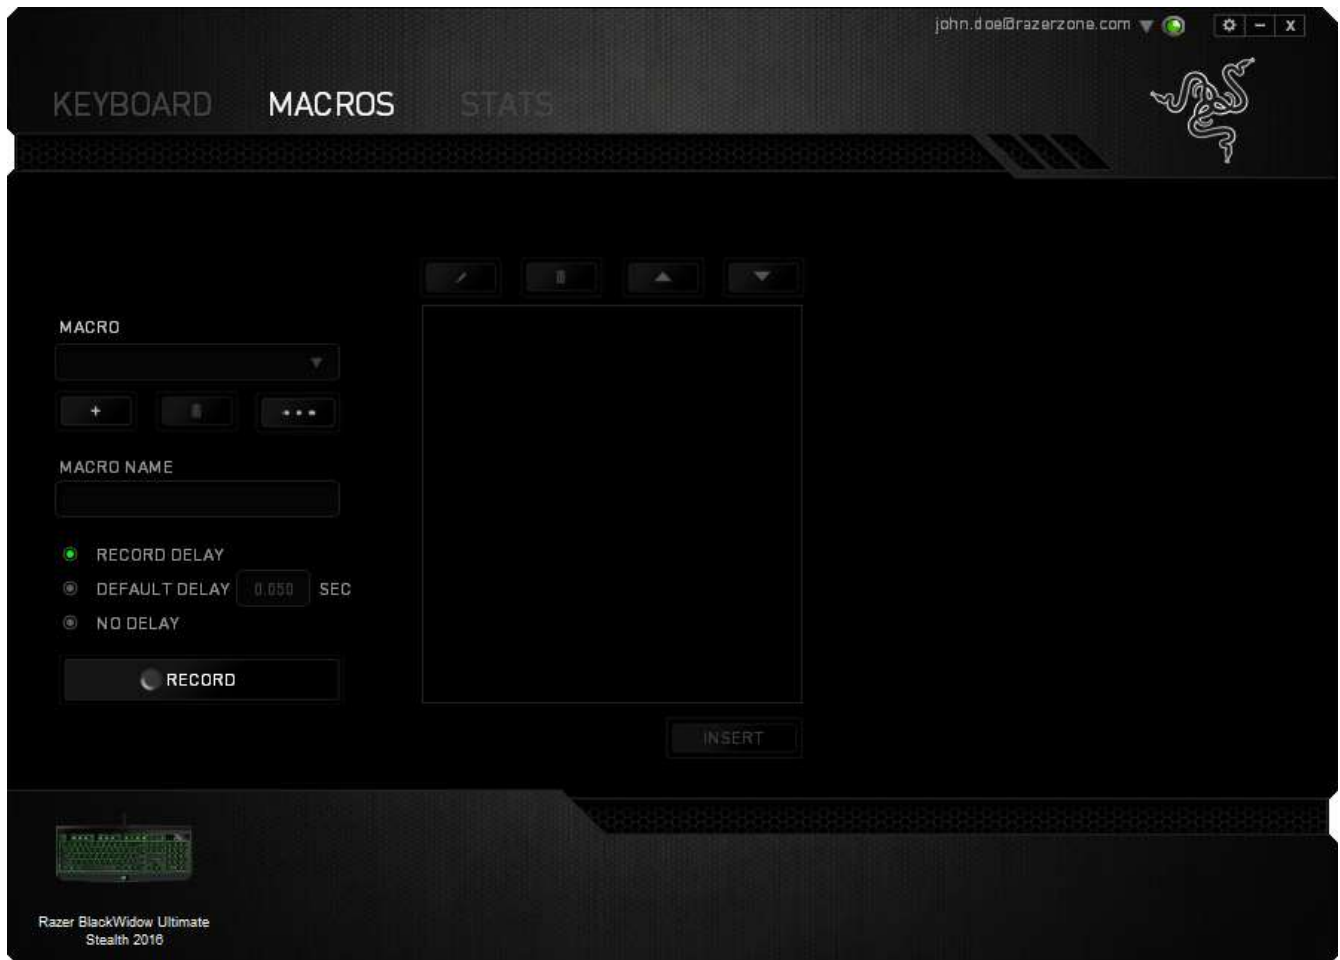 john.doe@razerzone.com
X
KEYBOARD MACROS STATS
MACRO
+
MACRO NAME
RECORD DELAY
DEFAULT DELAY 0.050 SEC
NO DELAY
RECORD
INSERT
Razer BlackWidow Ultimate
Stealth 2016